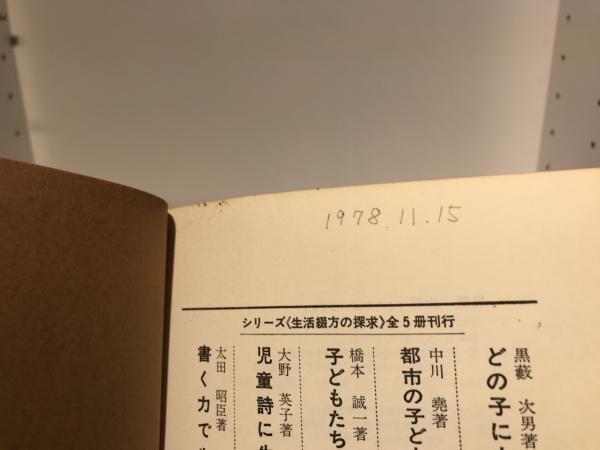 1978.11.15
シリーズ《生活綴方の探求》全5冊刊行
黒藪 次男著
どの子に
中川 堯著
都市の子ど
橋本 誠一著
子どもたち
大野 英子著
児童詩に
太田 昭臣著
書く力で